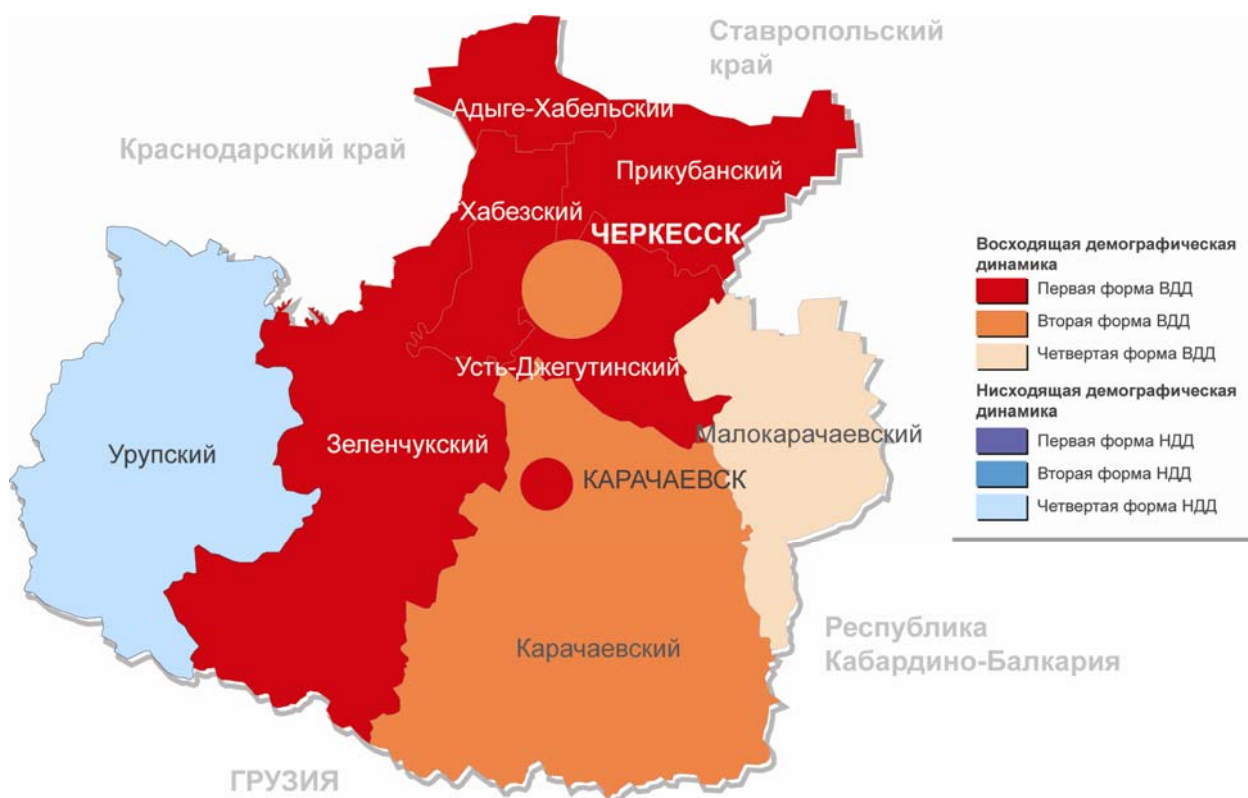 Ставропольский
край
Адыге-Хабельский
Краснодарский край
Прикубанский
Хабезский
ЧЕРКЕССК
Усть-Джегутинский
Зеленчукский
Урупский
Малокарачаевский
КАРАЧАЕВСК
Карачаевский
Республика
Кабардино-Балкария
ГРУЗИЯ
Восходящая демографическая
динамика
Первая форма ВДД
Вторая форма ВДД
Четвертая форма ВДД
Нисходящая демографическая
динамика
Первая форма НДД
Вторая форма НДД
Четвертая форма НДД